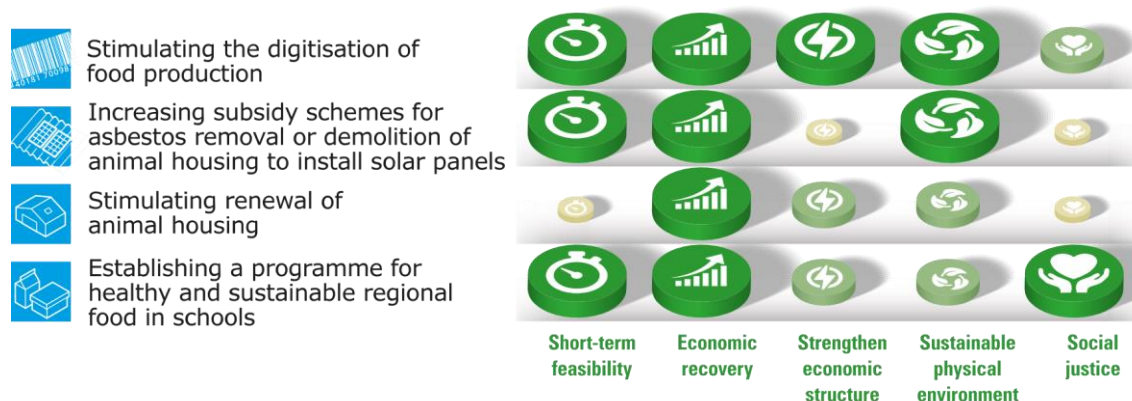 Stimulating the digitisation of
food production
Increasing subsidy schemes for
asbestos removal or demolition of
animal housing to install solar panels
Stimulating renewal of
animal housing
Establishing a programme for
healthy and sustainable regional
food in schools
Short-term
feasibility
Economic
recovery
Strengthen
economic
structure
Sustainable
physical
environment
Social
justice